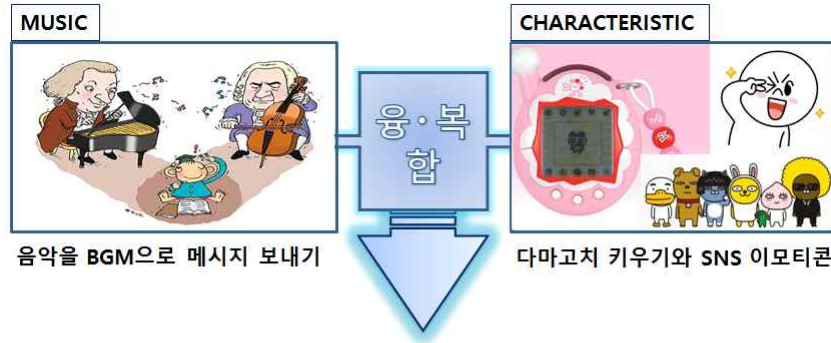 MUSIC
CHARACTERISTIC
융·복
합
음악을 BGM으로 메시지 보내기
다마고치 키우기와 SNS 이모티콘